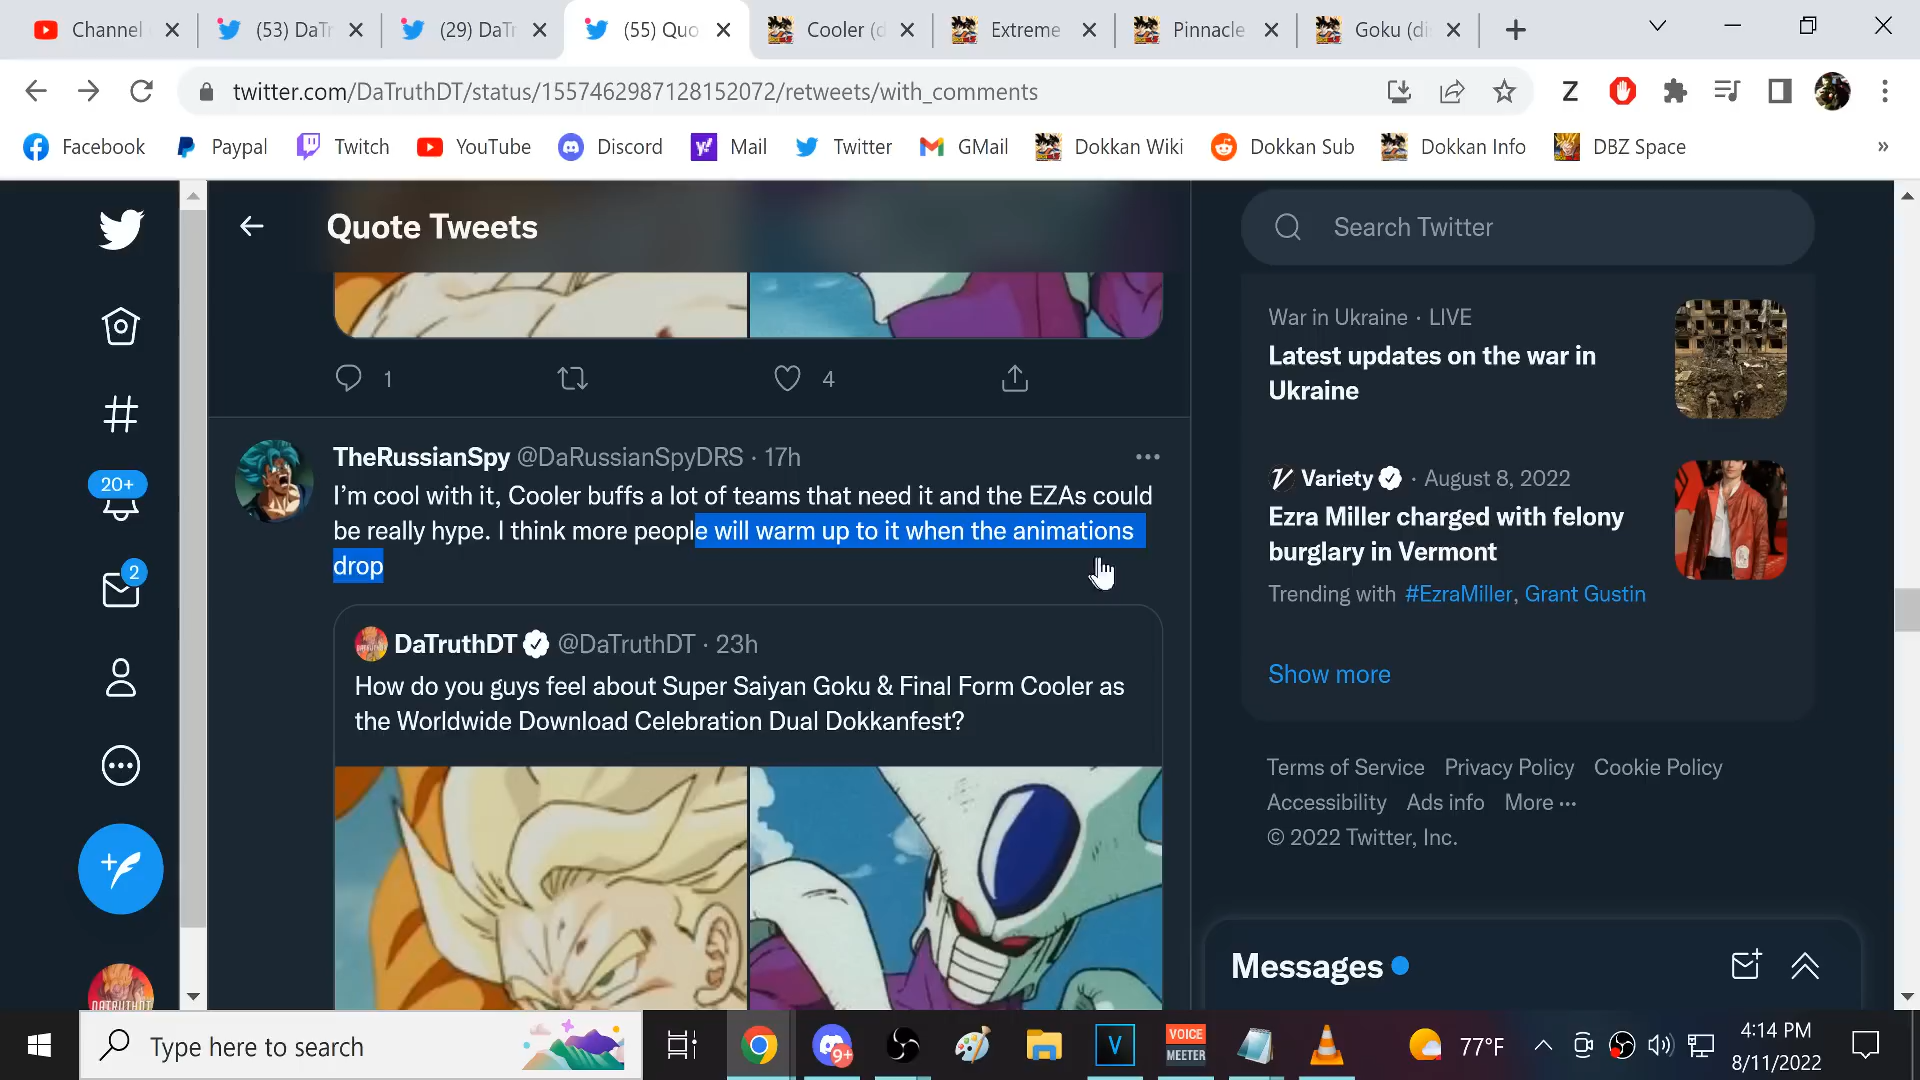 Channel
(53) DaTr
(29) DaTr
(55) Quo
Cooler (d
Extreme
Pinnacle
Goku (di
twitter.com/DaTruthDT/status/1557462987128152072/retweets/with_comments
Facebook
Paypal
Twitch
YouTube
Discord
Mail
Twitter
GMail
Dokkan Wiki
Dokkan Sub
Dokkan Info
DBZ Space
»
Quote Tweets
Search Twitter
1
4
War in Ukraine · LIVE
Latest updates on the war in
Ukraine
TheRussianSpy @DaRussianSpyDRS · 17h
I'm cool with it, Cooler buffs a lot of teams that need it and the EZAs could
be really hype. I think more people will warm up to it when the animations
drop
Variety · August 8, 2022
Ezra Miller charged with felony
burglary in Vermont
Trending with #EzraMiller, Grant Gustin
Show more
20+
2
DaTruthDT @DaTruthDT · 23h
How do you guys feel about Super Saiyan Goku & Final Form Cooler as
the Worldwide Download Celebration Dual Dokkanfest?
Terms of Service Privacy Policy Cookie Policy
Accessibility Ads info More ···
© 2022 Twitter, Inc.
Messages
DATRUTHDT
Type here to search
9+
V
VOICE
MEETER
77°F
4:14 PM
8/11/2022